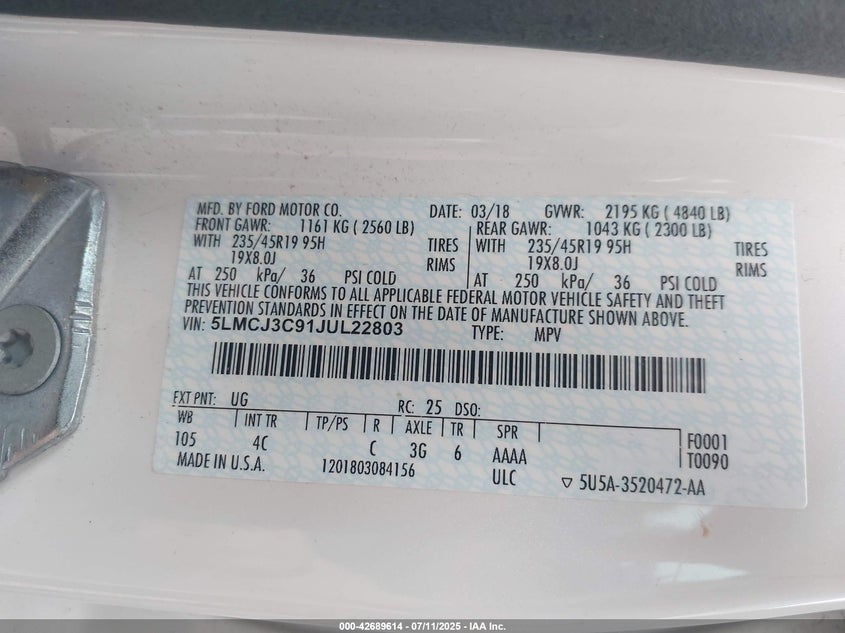 MFD. BY FORD MOTOR CO. DATE: 03/18 GVWR: 2195 KG ( 4840 LB)
FRONT GAWR: 1161 KG ( 2560 LB) REAR GAWR: 1043 KG ( 2300 LB)
WITH 235/45R19 95H TIRES WITH 235/45R19 95H TIRES
19X8.0J RIMS 19X8.0J RIMS
AT 250 kPa/ 36 PSI COLD AT 250 kPa/ 36 PSI COLD
THIS VEHICLE CONFORMS TO ALL APPLICABLE FEDERAL MOTOR VEHICLE SAFETY AND THEFT
PREVENTION STANDARDS IN EFFECT ON THE DATE OF MANUFACTURE SHOWN ABOVE.
VIN: 5LMCJ3C91JUL22803 TYPE: MPV
EXT PNT: UG RC: 25 DSO:
WB INT TR TP/PS R AXLE TR SPR F0001
105 4C C 3G 6 AAAA T0090
MADE IN U.S.A. 1201803084156 ULC 5U5A-3520472-AA
000-42689614 - 07/11/2025 - IAA Inc.